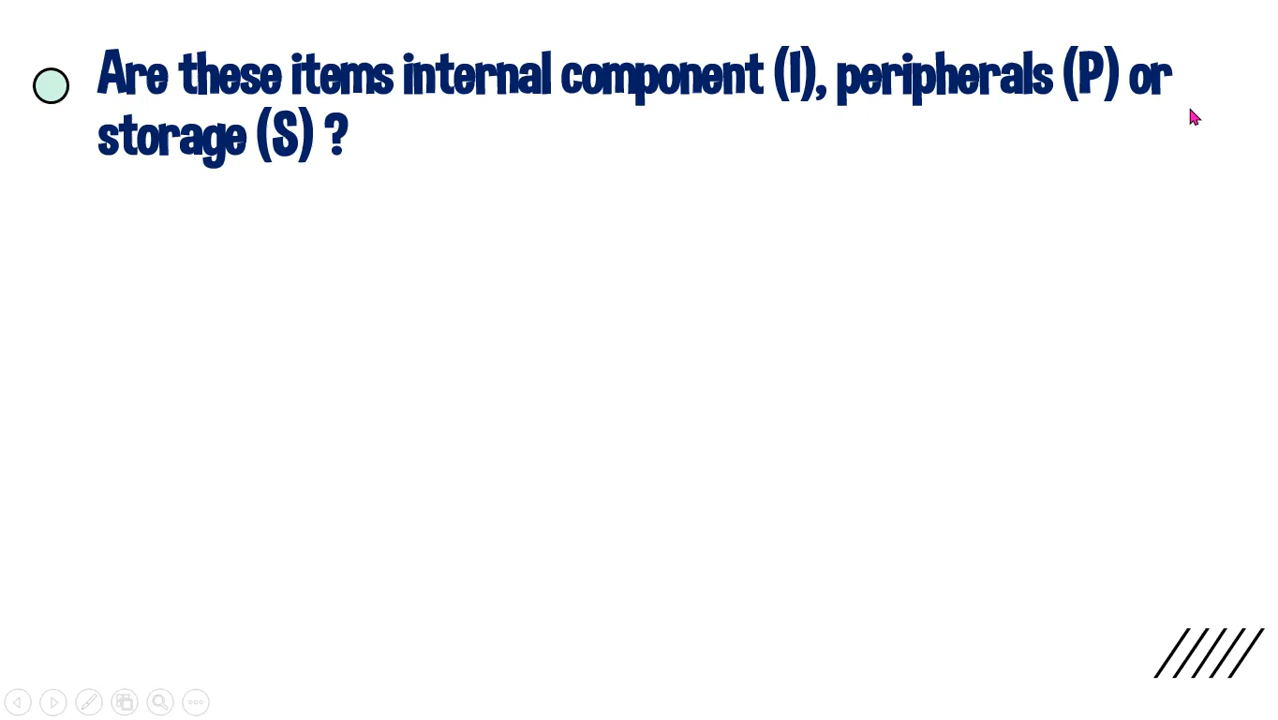 Are these items internal component (I), peripherals (P) or
storage (S) ?